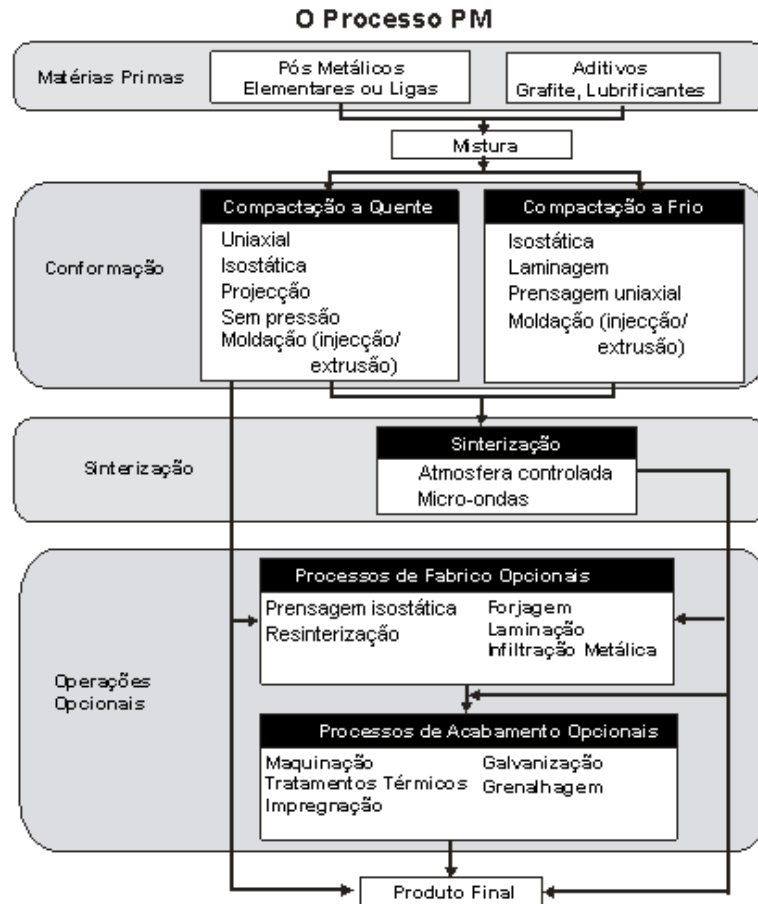 O Processo PM
Matérias Primas
Pós Metálicos
Elementares ou Ligas
Aditivos
Grafite, Lubrificantes
Mistura
Conformação
Compactação a Quente
Uniaxial
Isostática
Projecção
Sem pressão
Moldação (injecção/
extrusão)
Compactação a Frio
Isostática
Laminagem
Prensagem uniaxial
Moldação (injecção/
extrusão)
Sinterização
Sinterização
Atmosfera controlada
Micro-ondas
Operações
Opcionais
Processos de Fabrico Opcionais
Prensagem isostática
Resinterização
Forjagem
Laminação
Infiltração Metálica
Processos de Acabamento Opcionais
Maquinação
Tratamentos Térmicos
Impregnação
Galvanização
Grenalhagem
Produto Final